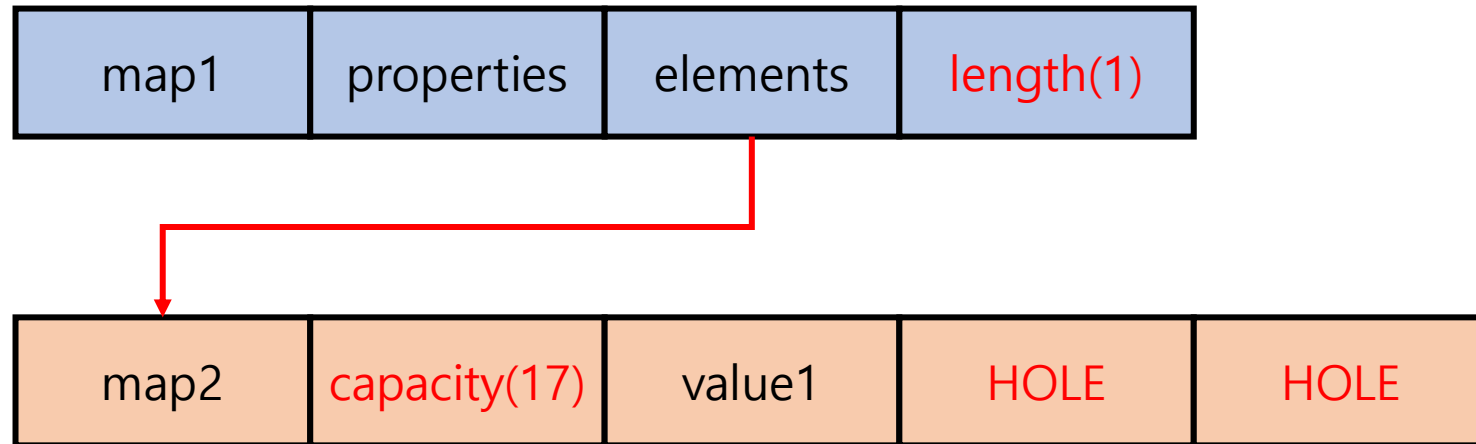 map1 properties elements length(1)
map2 capacity(17) value1 HOLE HOLE